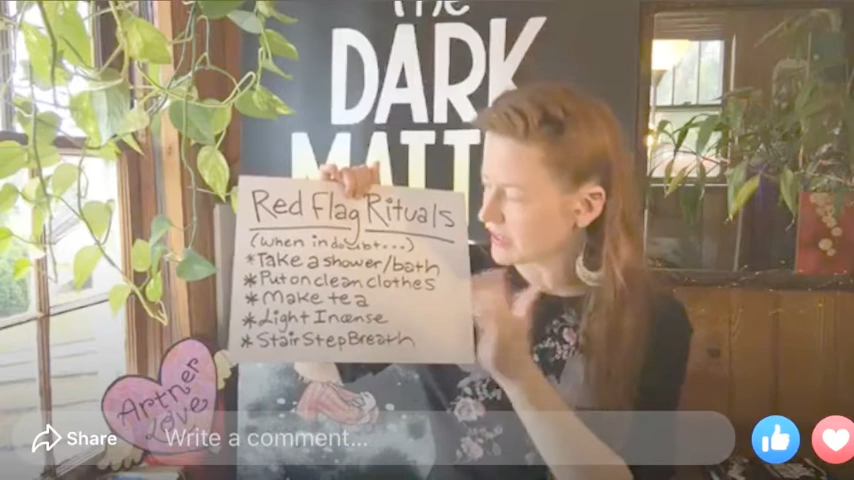 The
DARK
MATT
Red Flag Rituals
(when in doubt...)
*Take a shower/bath
*Put on clean clothes
*Make tea
*Light Incense
*Stair Step Breath
Artner
Love
Share
Write a comment...